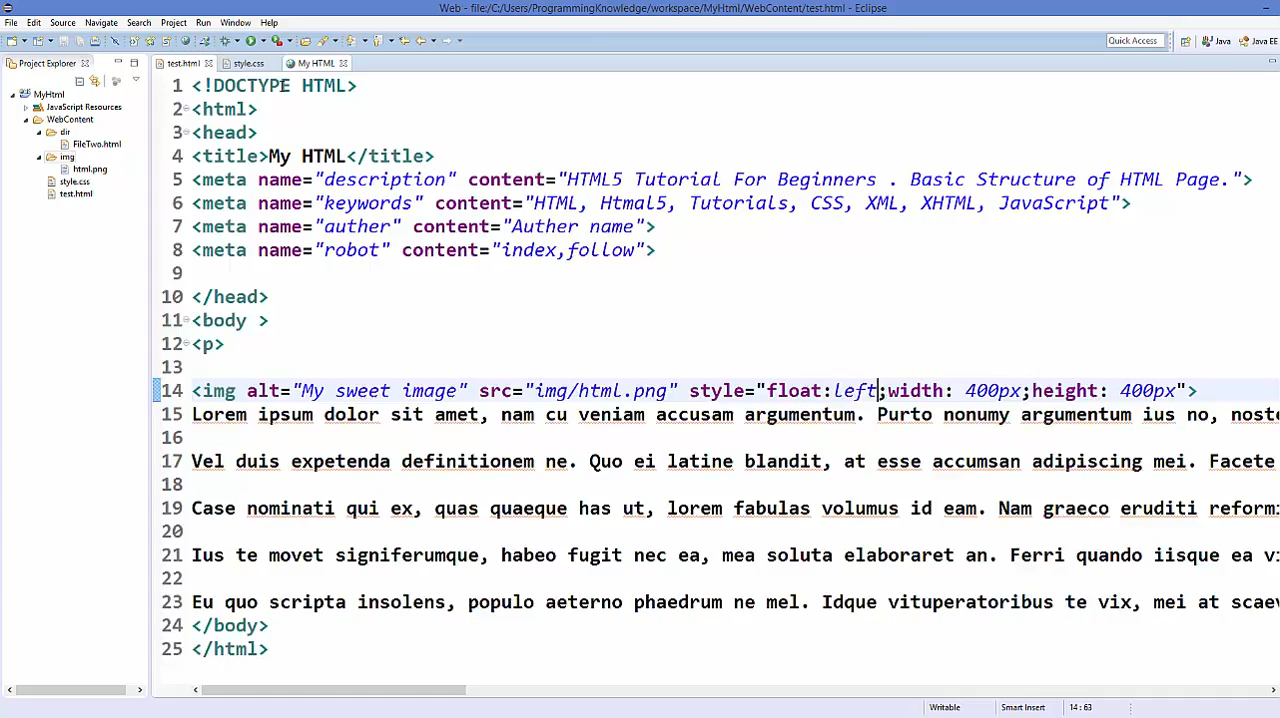 Web - file:/C:/ProgrammingKnowledge/workspace/MyHtml/WebContent/test.html - Eclipse
File Edit Source Navigate Search Project Run Window Help
Quick Access Java Java EE
Project Explorer
test.html style.css My HTML
MyHtml
JavaScript Resources
WebContent
dir
FileTwo.html
img
html.png
style.css
test.html
1 <!DOCTYPE HTML>
2 <html>
3 <head>
4 <title>My HTML</title>
5 <meta name="description" content="HTML5 Tutorial For Beginners . Basic Structure of HTML Page.">
6 <meta name="keywords" content="HTML, Htmal5, Tutorials, CSS, XML, XHTML, JavaScript">
7 <meta name="auther" content="Auther name">
8 <meta name="robot" content="index,follow">
9
10 </head>
11 <body >
12 <p>
13
14 <img alt="My sweet image" src="img/html.png" style="float:left;width: 400px;height: 400px">
15 Lorem ipsum dolor sit amet, nam cu veniam accusam argumentum. Purto nonumy argumentum ius no, noste
16
17 Vel duis expetenda definitionem ne. Quo ei latine blandit, at esse accumsan adipiscing mei. Facete
18
19 Case nominati qui ex, quas quaeque has ut, lorem fabulas volumus id eam. Nam graeco eruditi reformi
20
21 Ius te movet signiferumque, habeo fugit nec ea, mea soluta elaboraret an. Ferri quando iisque ea vi
22
23 Eu quo scripta insolens, populo aeterno phaedrum ne mel. Idque vituperatoribus te vix, mei at scaev
24 </body>
25 </html>
Writable Smart Insert 14 : 63